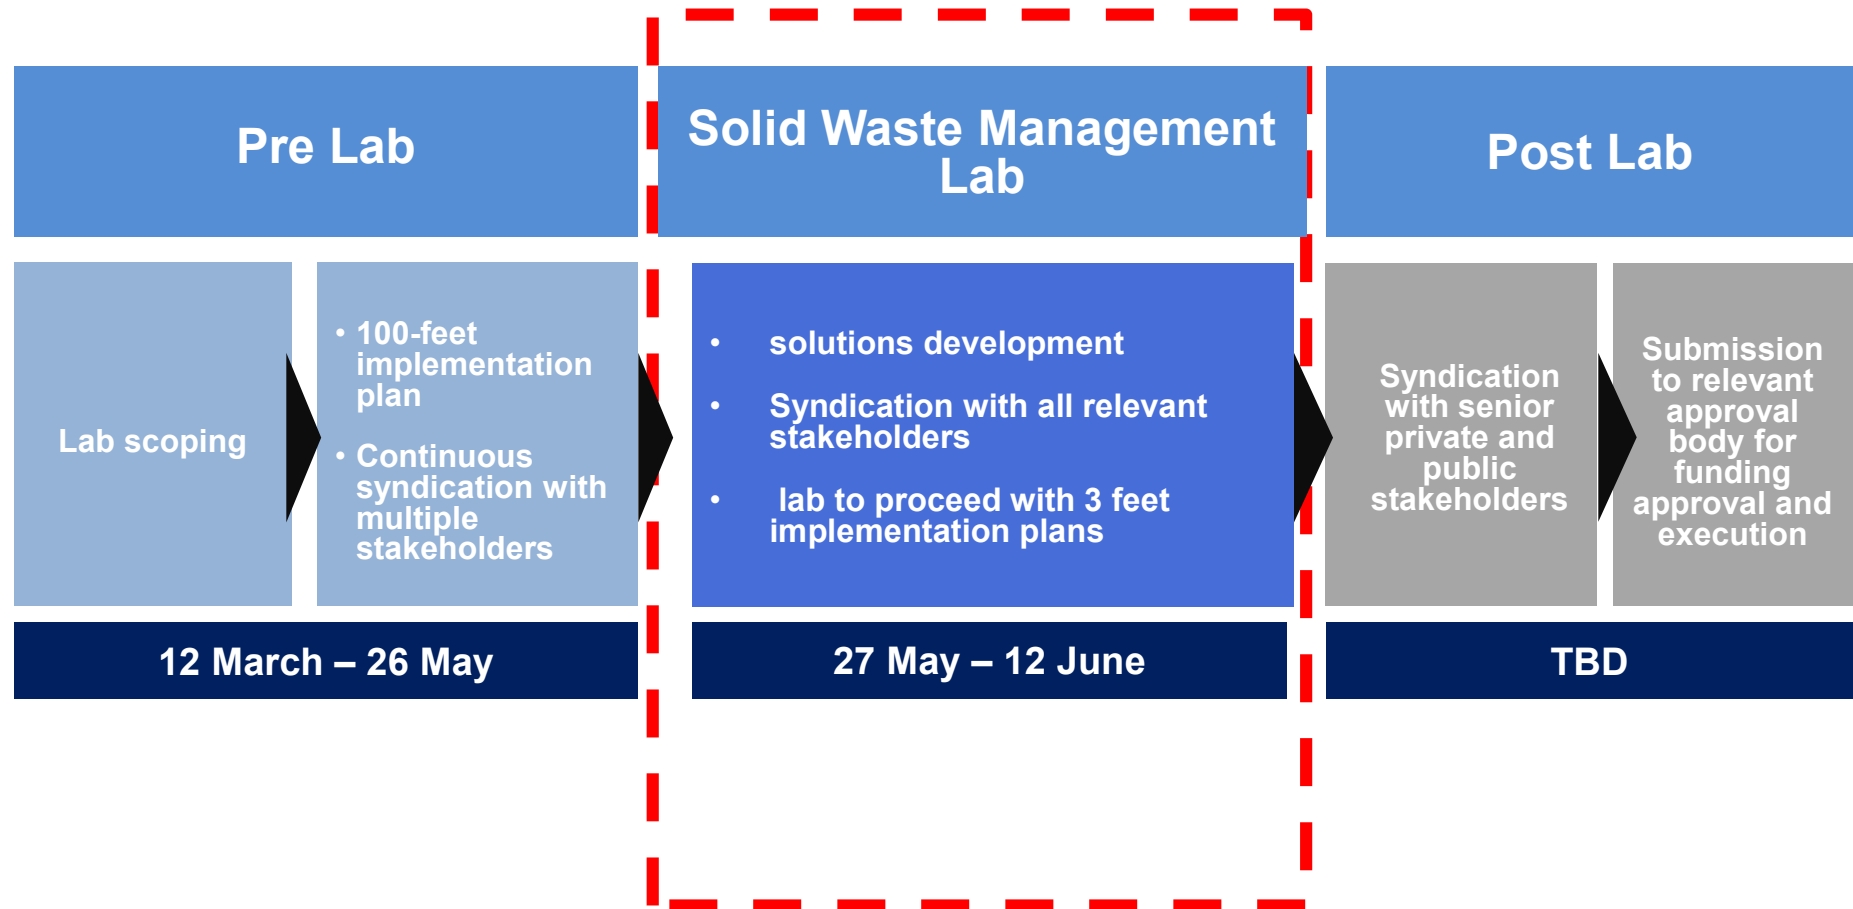 Pre Lab
Solid Waste Management
Lab
Post Lab
Lab scoping
• 100-feet
implementation
plan
• Continuous
syndication with
multiple
stakeholders
• solutions development
• Syndication with all relevant
stakeholders
• lab to proceed with 3 feet
implementation plans
Syndication
with senior
private and
public
stakeholders
Submission
to relevant
approval
body for
funding
approval and
execution
12 March – 26 May
27 May – 12 June
TBD